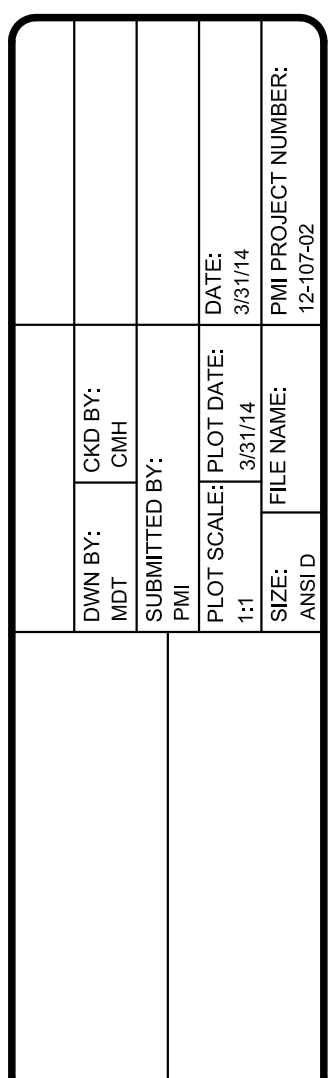 DWN BY:
MDT
CKD BY:
CMH
SUBMITTED BY:
PMI
PLOT SCALE:
1:1
PLOT DATE:
3/31/14
DATE:
3/31/14
SIZE:
ANSI D
FILE NAME:
PMI PROJECT NUMBER:
12-107-02